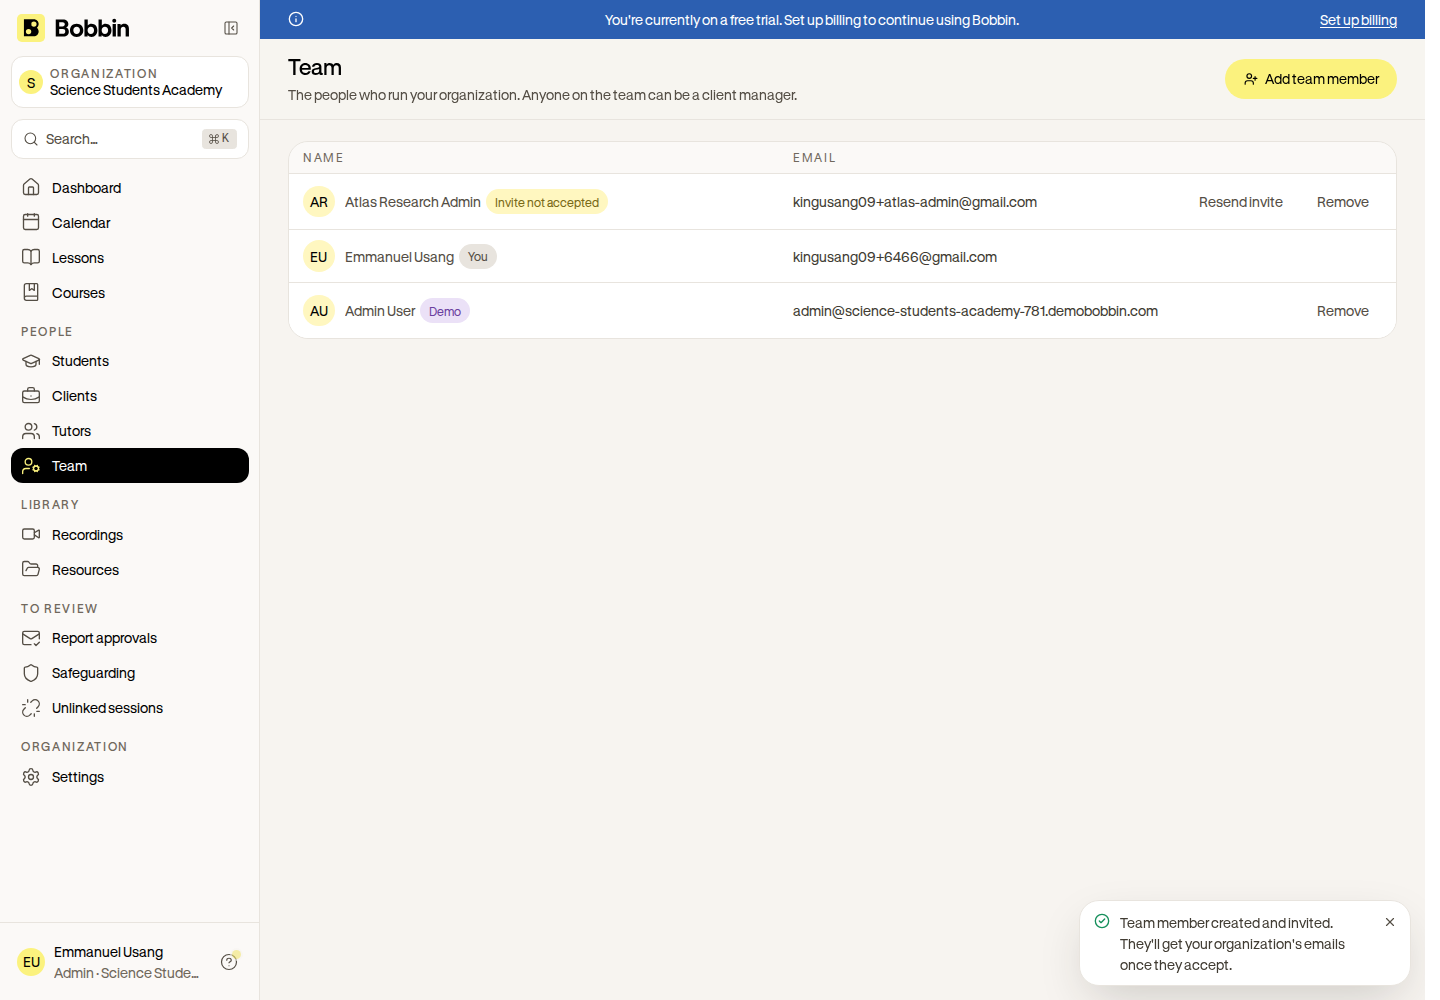 Bobbin
ORGANIZATION
S
Science Students Academy
Search...
⌘ K
Dashboard
Calendar
Lessons
Courses
PEOPLE
Students
Clients
Tutors
Team
LIBRARY
Recordings
Resources
TO REVIEW
Report approvals
Safeguarding
Unlinked sessions
ORGANIZATION
Settings
EU
Emmanuel Usang
Admin · Science Stude...
You're currently on a free trial. Set up billing to continue using Bobbin.
Set up billing
Team
The people who run your organization. Anyone on the team can be a client manager.
Add team member
NAME
EMAIL
AR
Atlas Research Admin
Invite not accepted
kingusang09+atlas-admin@gmail.com
Resend invite
Remove
EU
Emmanuel Usang
You
kingusang09+6466@gmail.com
AU
Admin User
Demo
admin@science-students-academy-781.demobobbin.com
Remove
Team member created and invited.
They'll get your organization's emails
once they accept.